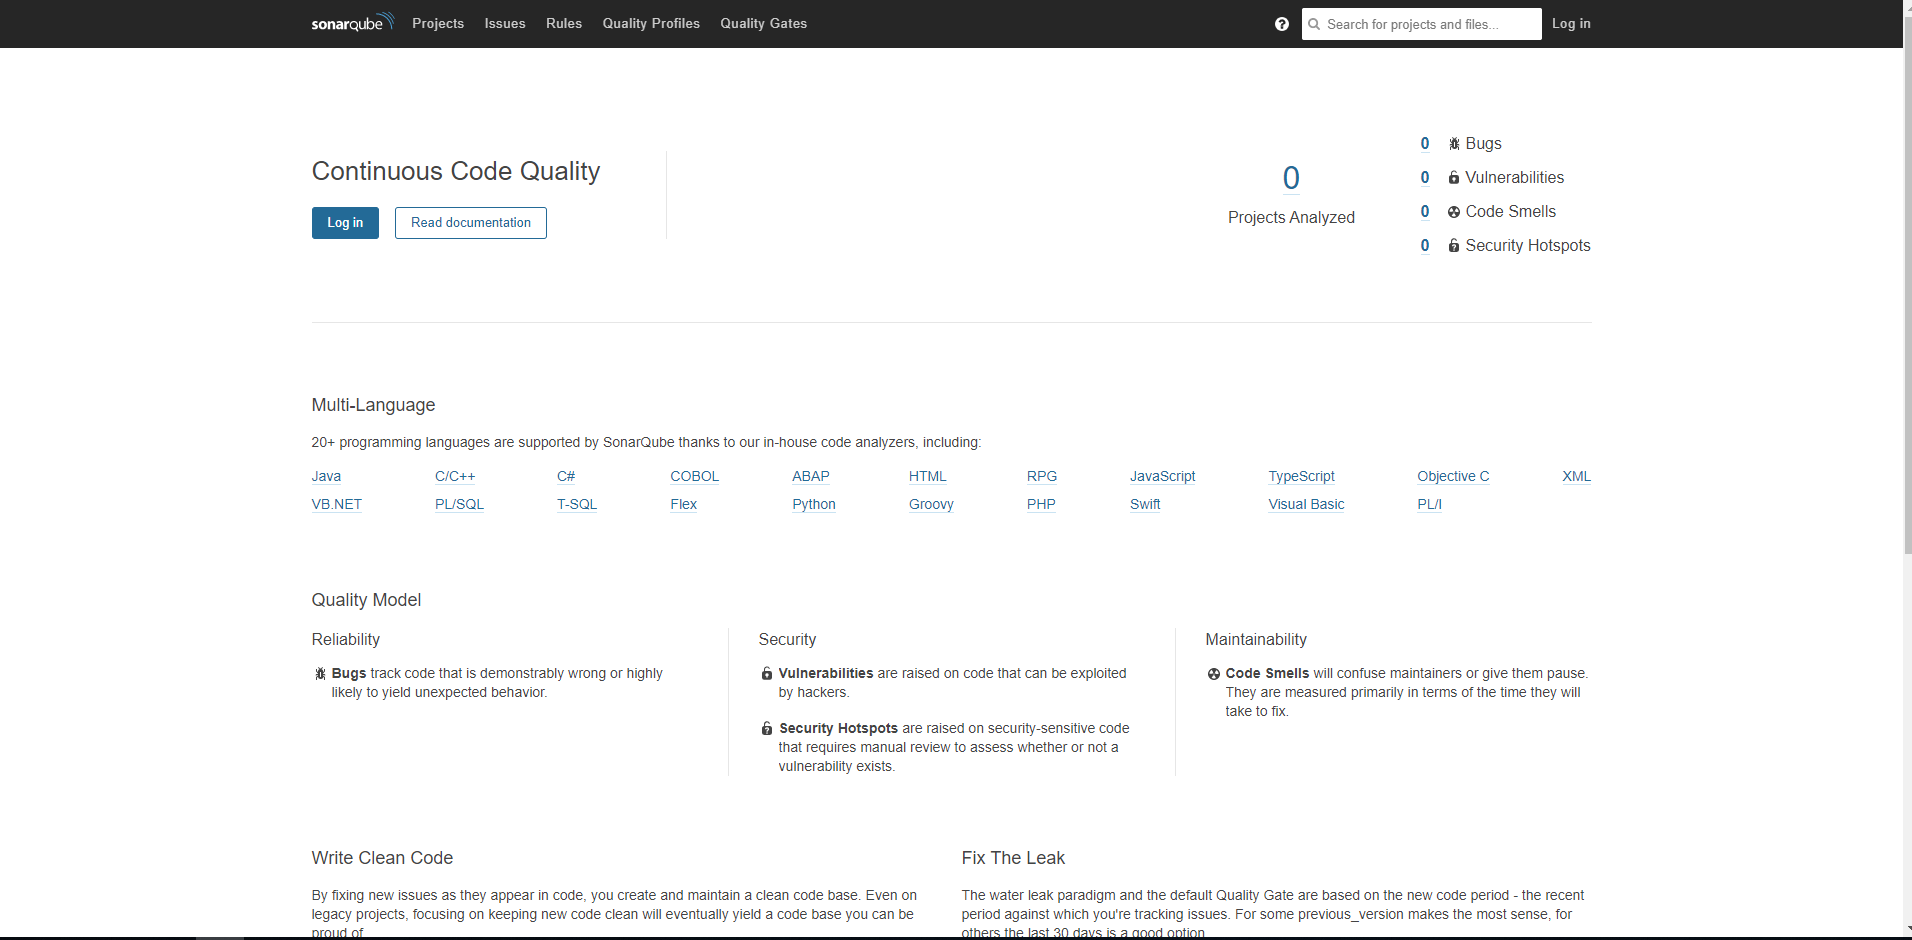 sonarqube Projects Issues Rules Quality Profiles Quality Gates ? Search for projects and files... Log in
Continuous Code Quality
Log in Read documentation
0
Projects Analyzed
0 Bugs
0 Vulnerabilities
0 Code Smells
0 Security Hotspots
Multi-Language
20+ programming languages are supported by SonarQube thanks to our in-house code analyzers, including:
Java C/C++ C# COBOL ABAP HTML RPG JavaScript TypeScript Objective C XML
VB.NET PL/SQL T-SQL Flex Python Groovy PHP Swift Visual Basic PL/I
Quality Model
Reliability
Bugs track code that is demonstrably wrong or highly
likely to yield unexpected behavior.
Security
Vulnerabilities are raised on code that can be exploited
by hackers.
Security Hotspots are raised on security-sensitive code
that requires manual review to assess whether or not a
vulnerability exists.
Maintainability
Code Smells will confuse maintainers or give them pause.
They are measured primarily in terms of the time they will
take to fix.
Write Clean Code
By fixing new issues as they appear in code, you create and maintain a clean code base. Even on
legacy projects, focusing on keeping new code clean will eventually yield a code base you can be
proud of
Fix The Leak
The water leak paradigm and the default Quality Gate are based on the new code period - the recent
period against which you're tracking issues. For some previous_version makes the most sense, for
others the last 30 days is a good option